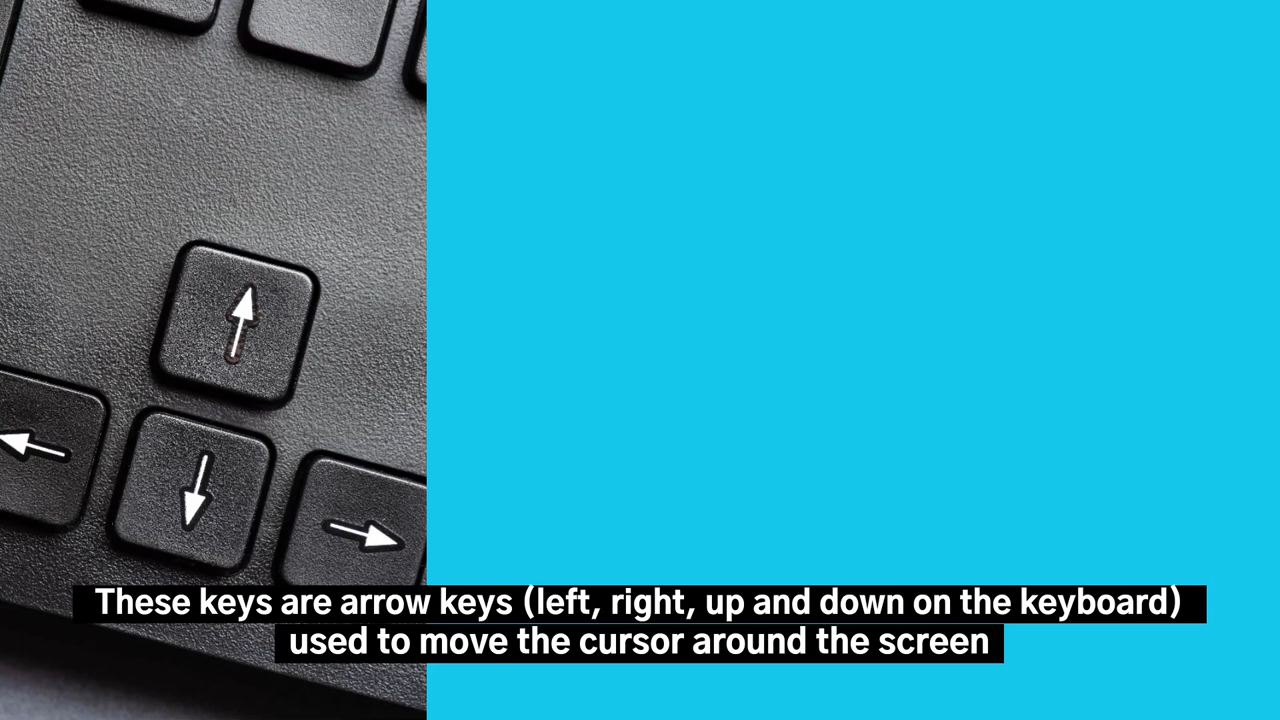 These keys are arrow keys (left, right, up and down on the keyboard)
used to move the cursor around the screen